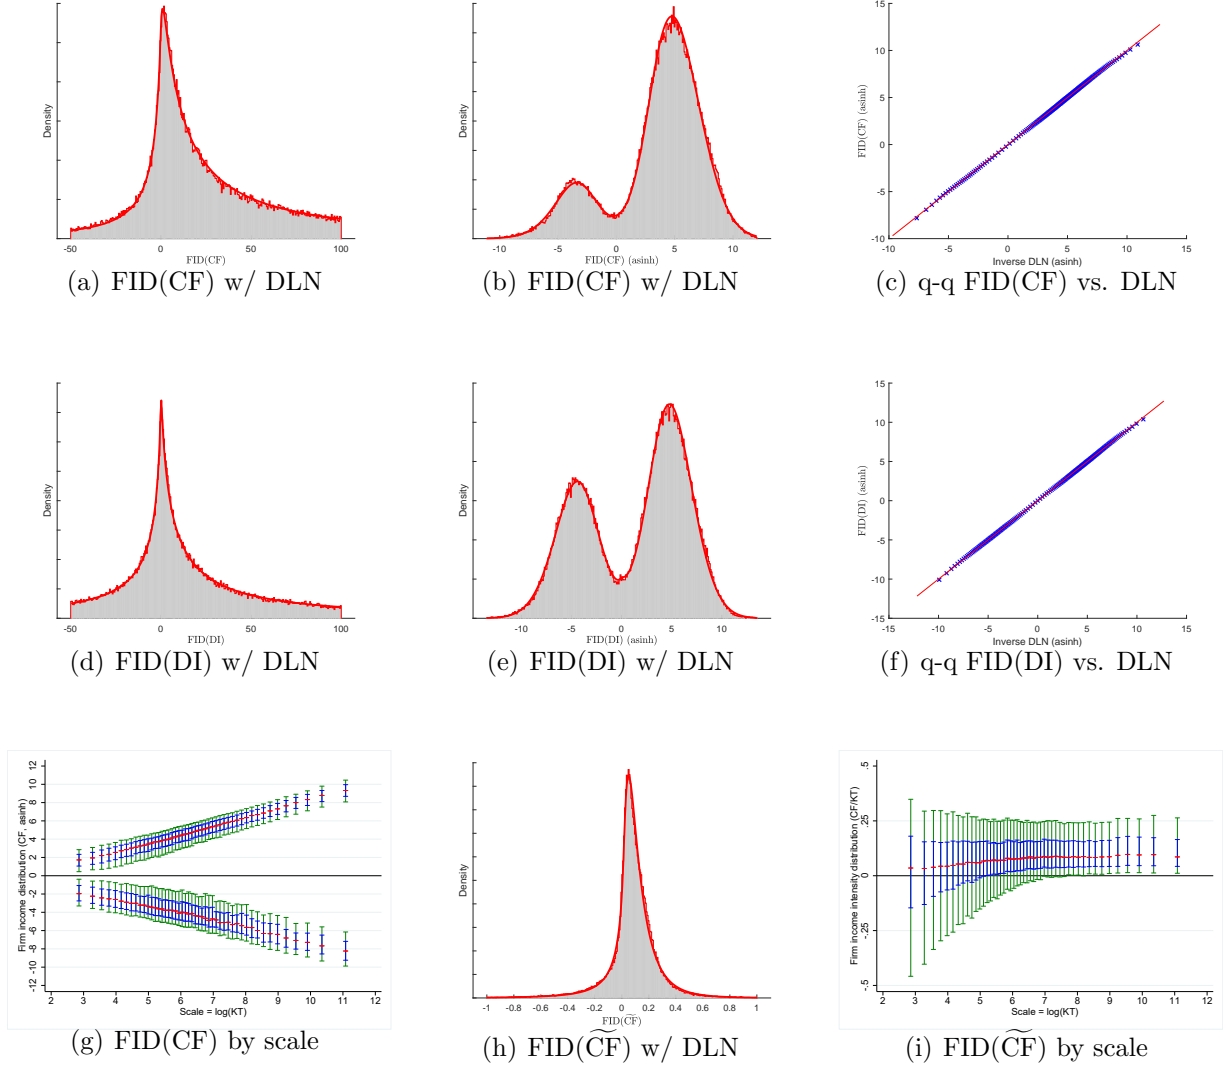 Density
-50 0 50 100
FID(CF)
(a) FID(CF) w/ DLN
Density
-10 -5 0 5 10
FID(CF) (asinh)
(b) FID(CF) w/ DLN
FID(CF) (asinh)
15
10
5
0
-5
-10
-10 -5 0 5 10 15
Inverse DLN (asinh)
(c) q-q FID(CF) vs. DLN
Density
-50 0 50 100
FID(DI)
(d) FID(DI) w/ DLN
Density
-10 -5 0 5 10
FID(DI) (asinh)
(e) FID(DI) w/ DLN
FID(DI) (asinh)
15
10
5
0
-5
-10
-15
-15 -10 -5 0 5 10 15
Inverse DLN (asinh)
(f) q-q FID(DI) vs. DLN
Firm income distribution (CF, asinh)
12
10
8
6
4
2
0
-2
-4
-6
-8
-10
-12
2 3 4 5 6 7 8 9 10 11 12
Scale = log(KT)
(g) FID(CF) by scale
Density
-1 -0.8 -0.6 -0.4 -0.2 0 0.2 0.4 0.6 0.8 1
FID(C͠F)
(h) FID(C͠F) w/ DLN
Firm income intensity distribution (CF/KT)
.5
.25
0
-.25
-.5
2 3 4 5 6 7 8 9 10 11 12
Scale = log(KT)
(i) FID(C͠F) by scale